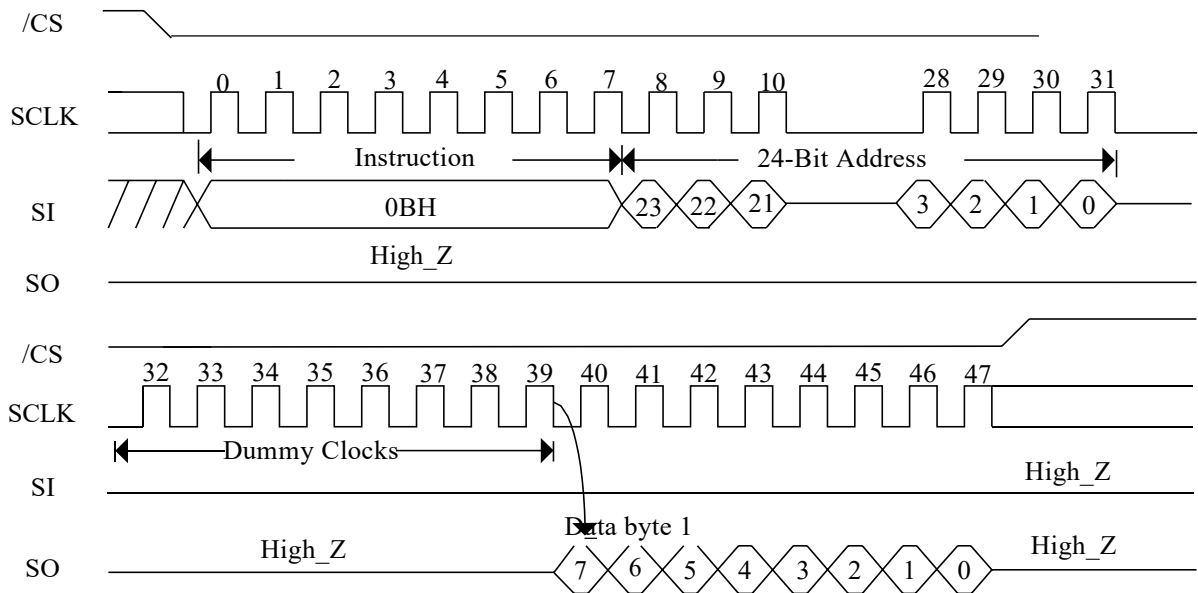 /CS
0 1 2 3 4 5 6 7 8 9 10 28 29 30 31
SCLK
Instruction 24-Bit Address
SI 0BH 23 22 21 3 2 1 0
High_Z
SO
/CS
32 33 34 35 36 37 38 39 40 41 42 43 44 45 46 47
SCLK
Dummy Clocks
SI High_Z
Data byte 1
High_Z High_Z
SO 7 6 5 4 3 2 1 0